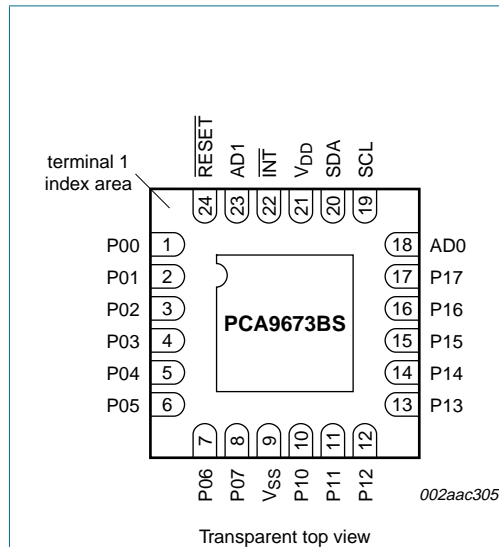 terminal 1
index area
RESET
AD1
INT
VDD
SDA
SCL
24
23
22
21
20
19
P00 1
P01 2
P02 3
P03 4
P04 5
P05 6
PCA9673BS
18 AD0
17 P17
16 P16
15 P15
14 P14
13 P13
7
8
9
10
11
12
P06
P07
VSS
P10
P11
P12
002aac305
Transparent top view